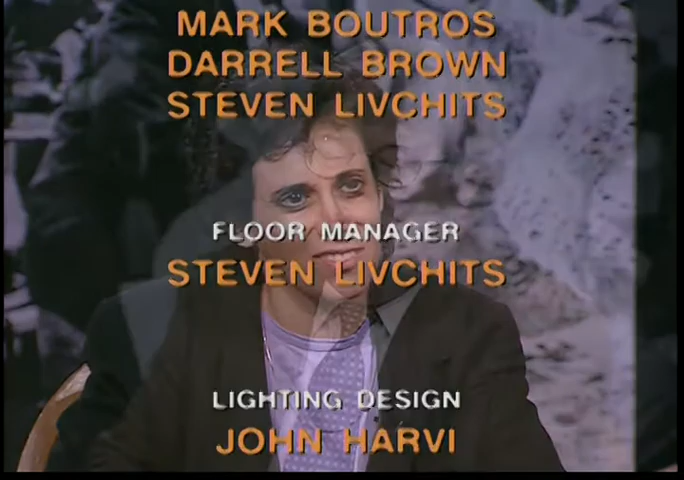 MARK BOUTROS
DARRELL BROWN
STEVEN LIVCHITS
FLOOR MANAGER
STEVEN LIVCHITS
LIGHTING DESIGN
JOHN HARVI